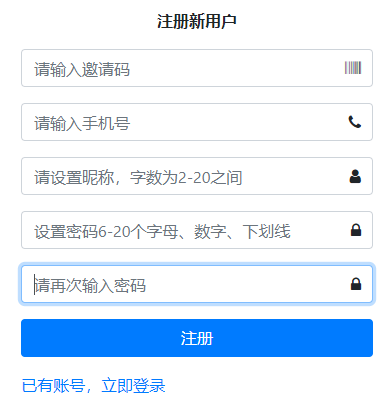 注册新用户
请输入邀请码
请输入手机号
请设置昵称，字数为2-20之间
设置密码6-20个字母、数字、下划线
请再次输入密码
注册
已有账号，立即登录